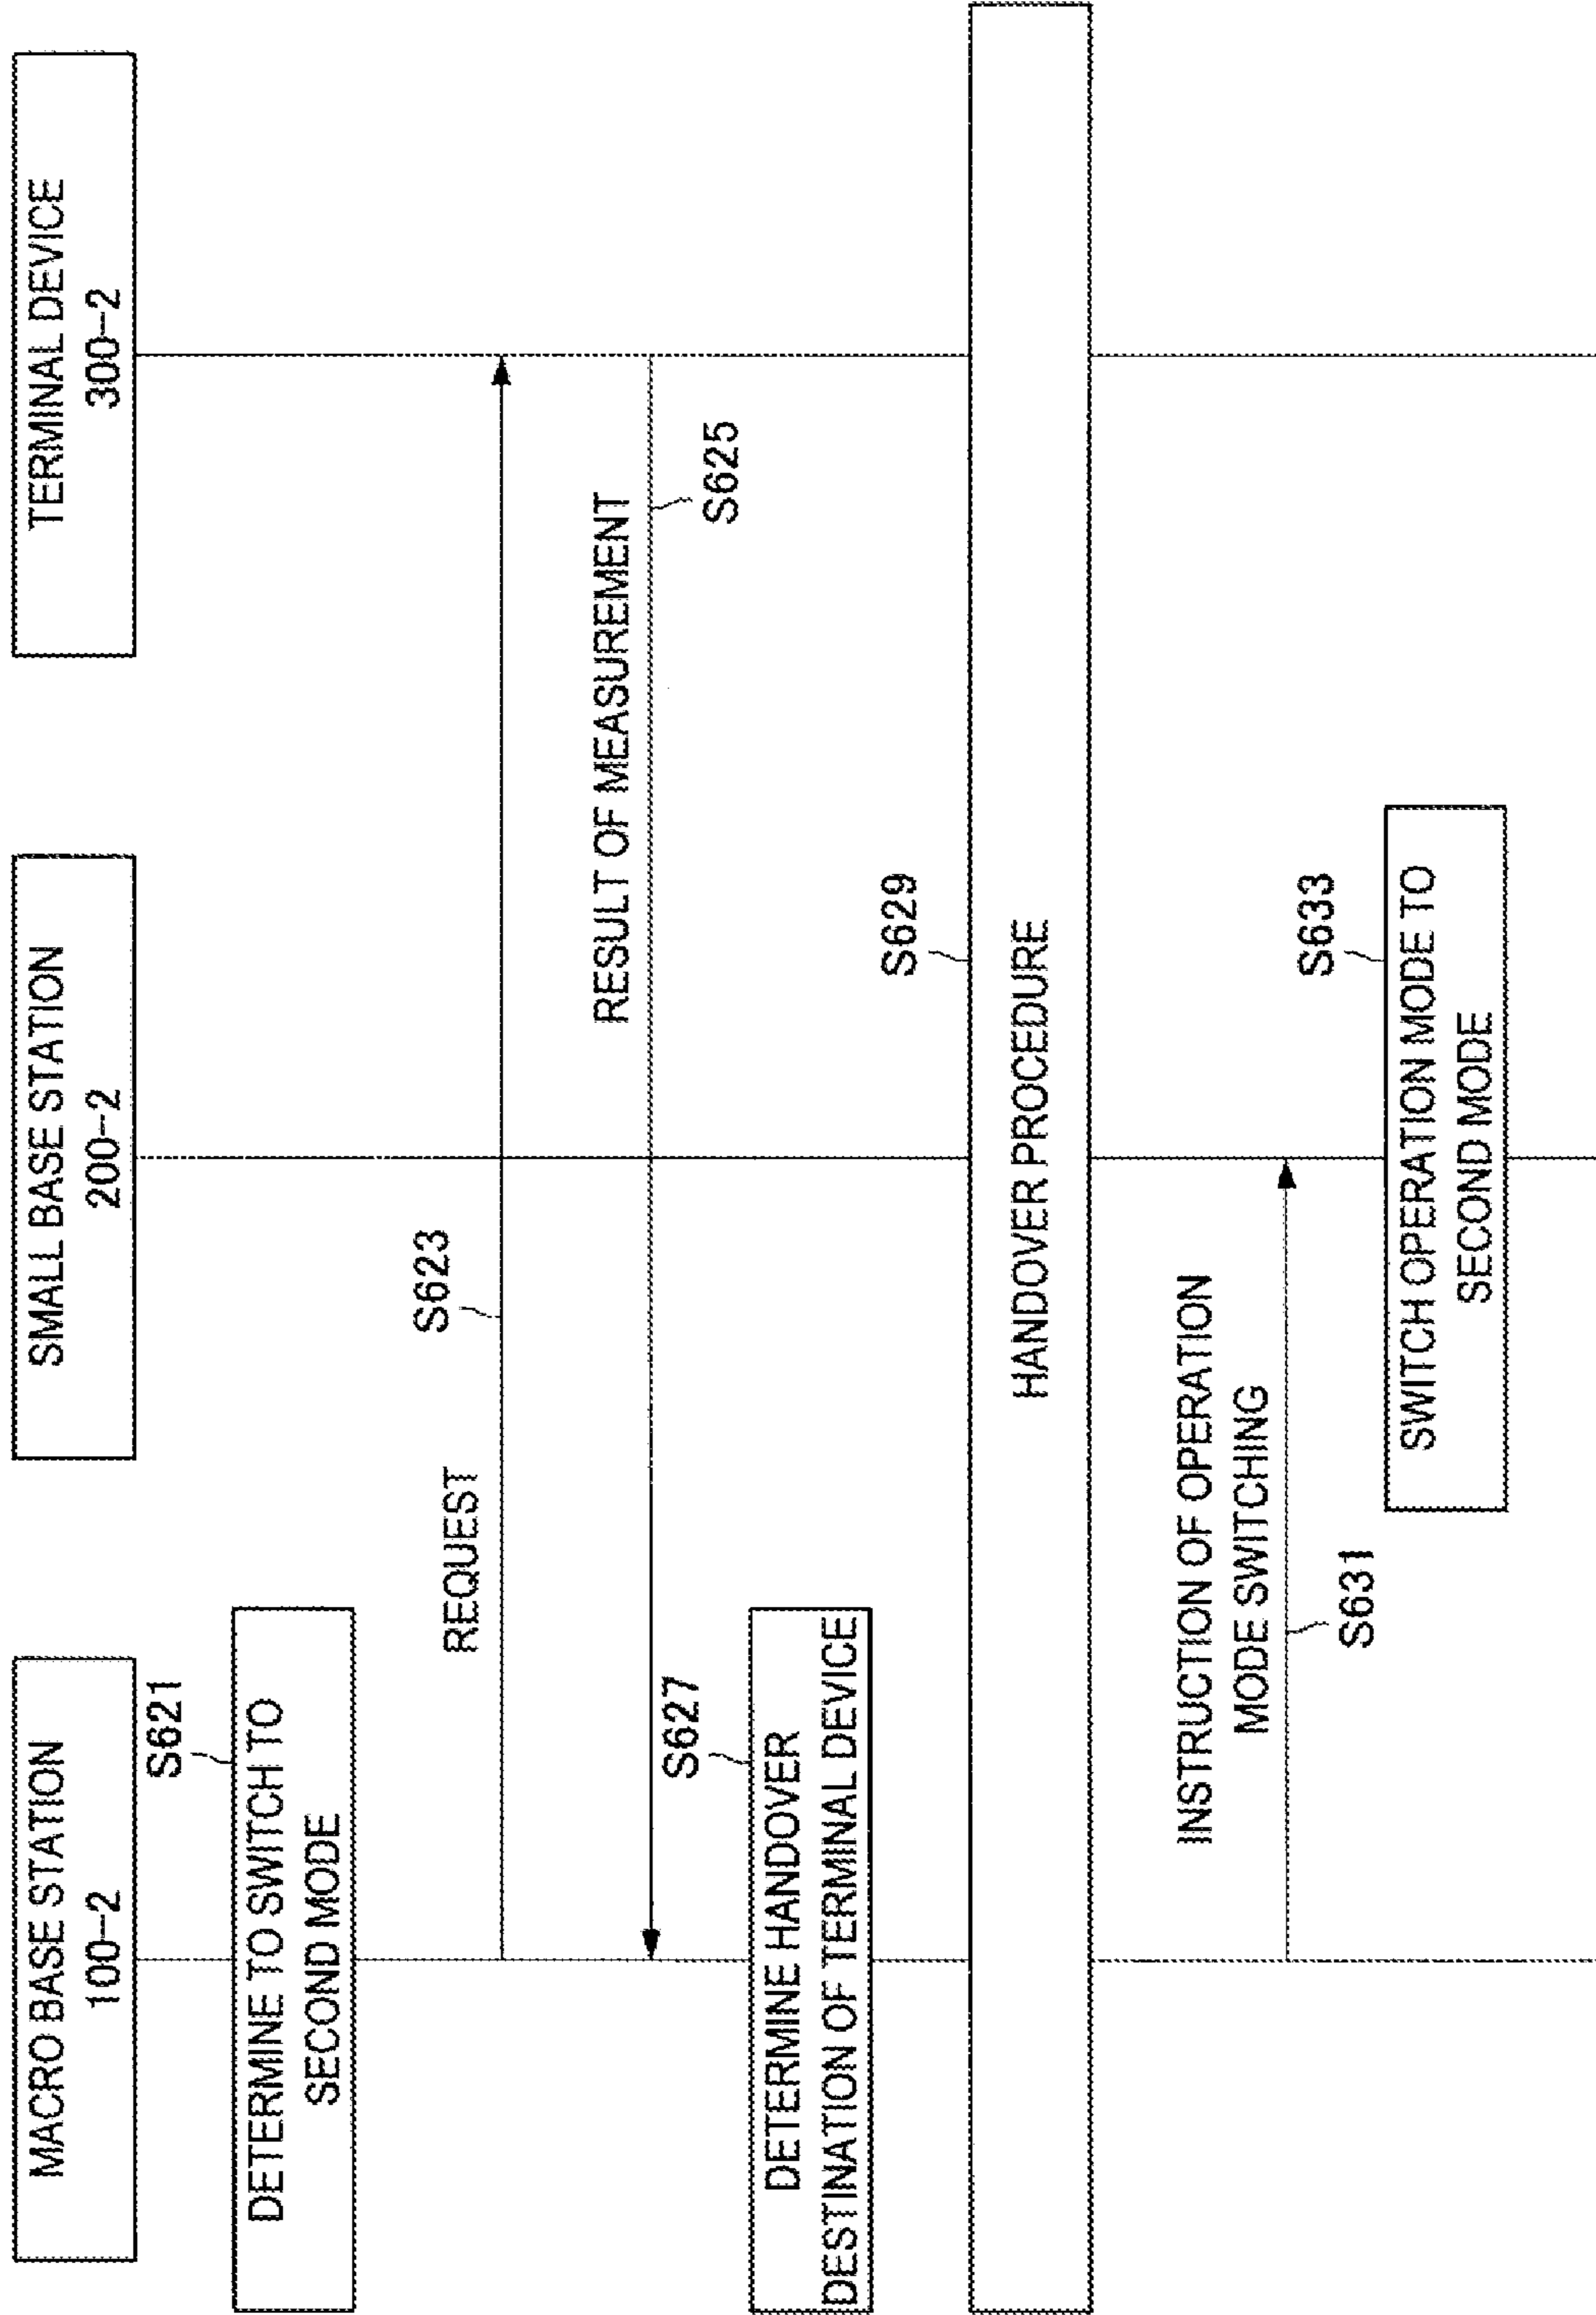 MACRO BASE STATION
100-2
SMALL BASE STATION
200-2
TERMINAL DEVICE
300-2
S621
DETERMINE TO SWITCH TO
SECOND MODE
REQUEST
S623
RESULT OF MEASUREMENT
S625
S627
DETERMINE HANDOVER
DESTINATION OF TERMINAL DEVICE
S629
HANDOVER PROCEDURE
INSTRUCTION OF OPERATION
MODE SWITCHING
S631
S633
SWITCH OPERATION MODE TO
SECOND MODE